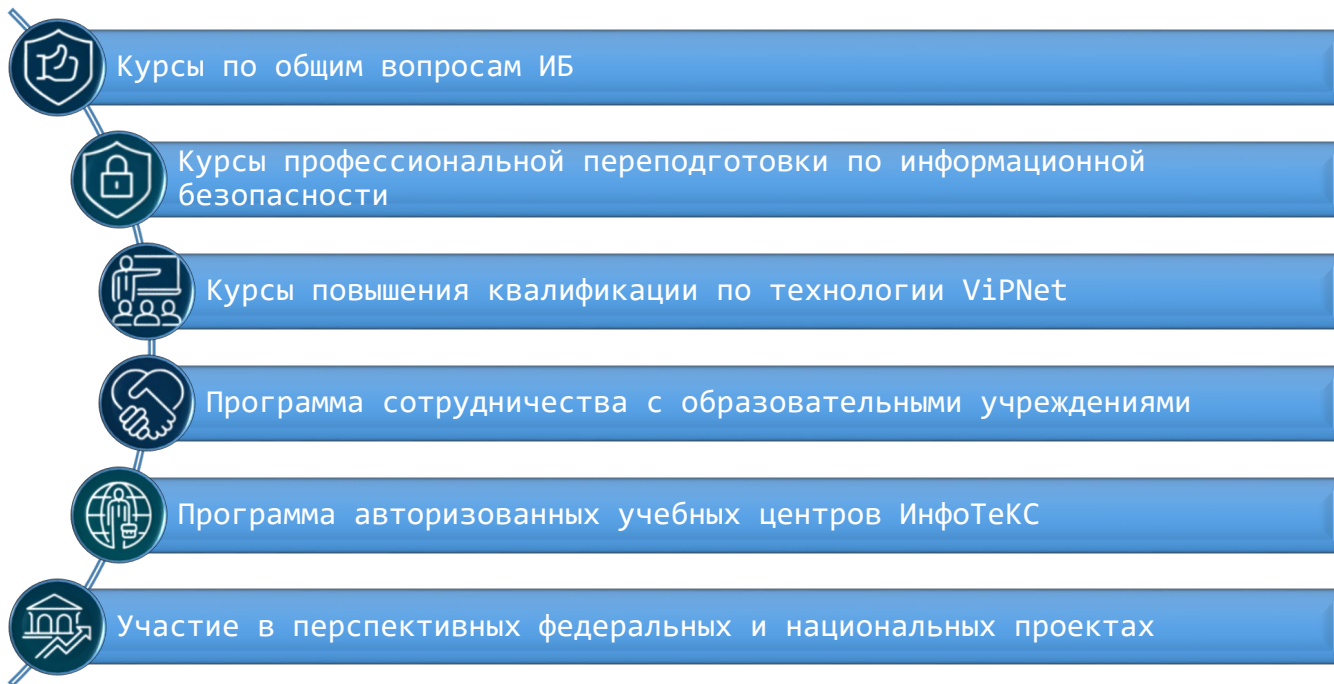 Курсы по общим вопросам ИБ
Курсы профессиональной переподготовки по информационной
безопасности
Курсы повышения квалификации по технологии ViPNet
Программа сотрудничества с образовательными учреждениями
Программа авторизованных учебных центров ИнфоТеКС
Участие в перспективных федеральных и национальных проектах